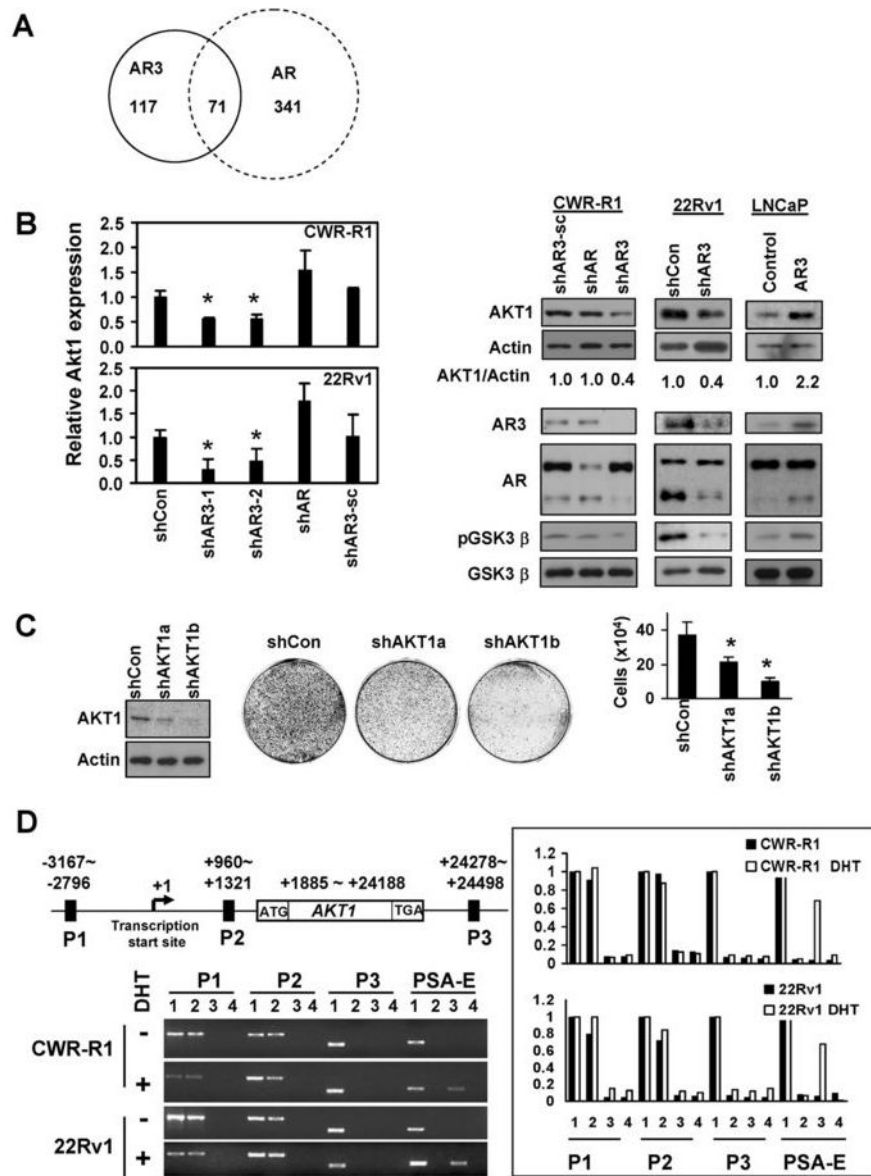 A
AR3
AR
117
71
341
B
Relative Akt1 expression
2.5
2.0
1.5
1.0
0.5
0.0
CWR-R1
* *
2.5
2.0
1.5
1.0
0.5
0.0
22Rv1
* *
shCon
shAR3-1
shAR3-2
shAR
shAR3-sc
CWR-R1
22Rv1
LNCaP
shAR3-sc
shAR
shAR3
shCon
shAR3
Control
AR3
AKT1
Actin
AKT1/Actin
1.0 1.0 0.4 1.0 0.4 1.0 2.2
AR3
AR
pGSK3 β
GSK3 β
C
shCon
shAKT1a
shAKT1b
AKT1
Actin
shCon
shAKT1a
shAKT1b
Cells (x10⁴)
60
40
20
0
*
*
shCon
shAKT1a
shAKT1b
D
-3167~
-2796
+1
+960~
+1321
+1885 ~ +24188
+24278~
+24498
ATG
AKT1
TGA
P1
Transcription
start site
P2
P3
DHT
P1 P2 P3 PSA-E
1 2 3 4 1 2 3 4 1 2 3 4 1 2 3 4
CWR-R1
-
+
22Rv1
-
+
1.2
1
0.8
0.6
0.4
0.2
0
CWR-R1
CWR-R1 DHT
1.2
1
0.8
0.6
0.4
0.2
0
22Rv1
22Rv1 DHT
1 2 3 4 1 2 3 4 1 2 3 4 1 2 3 4
P1 P2 P3 PSA-E